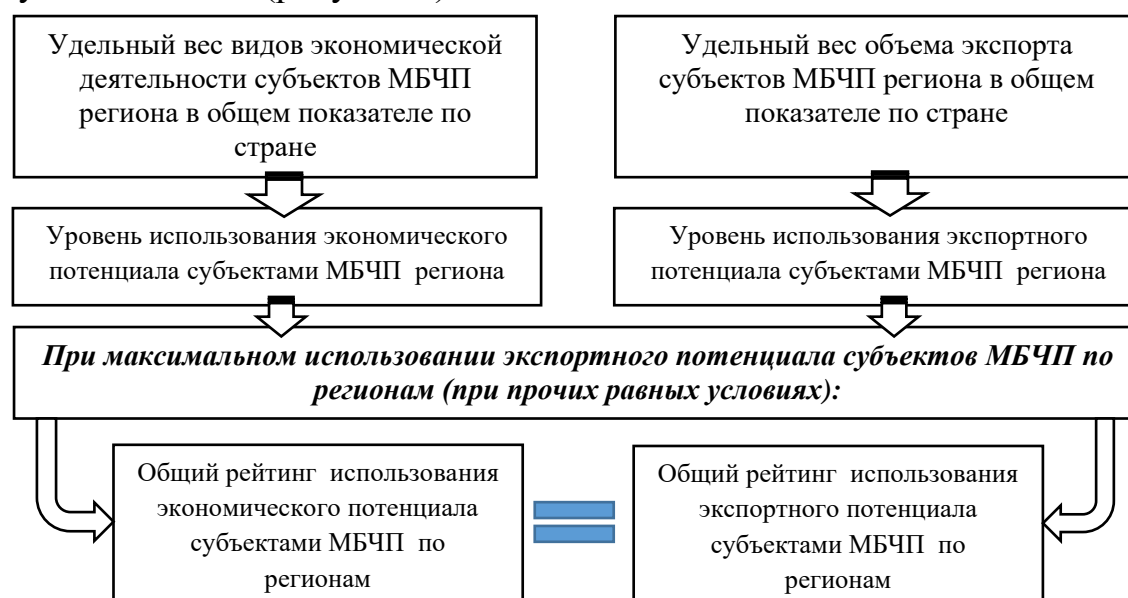 Удельный вес видов экономической
деятельности субъектов МБЧП
региона в общем показателе по
стране
Удельный вес объема экспорта
субъектов МБЧП региона в общем
показателе по стране
Уровень использования экономического
потенциала субъектами МБЧП региона
Уровень использования экспортного
потенциала субъектами МБЧП региона
При максимальном использовании экспортного потенциала субъектов МБЧП по
регионам (при прочих равных условиях):
Общий рейтинг использования
экономического потенциала
субъектами МБЧП по
регионам
Общий рейтинг использования
экспортного потенциала
субъектами МБЧП по
регионам